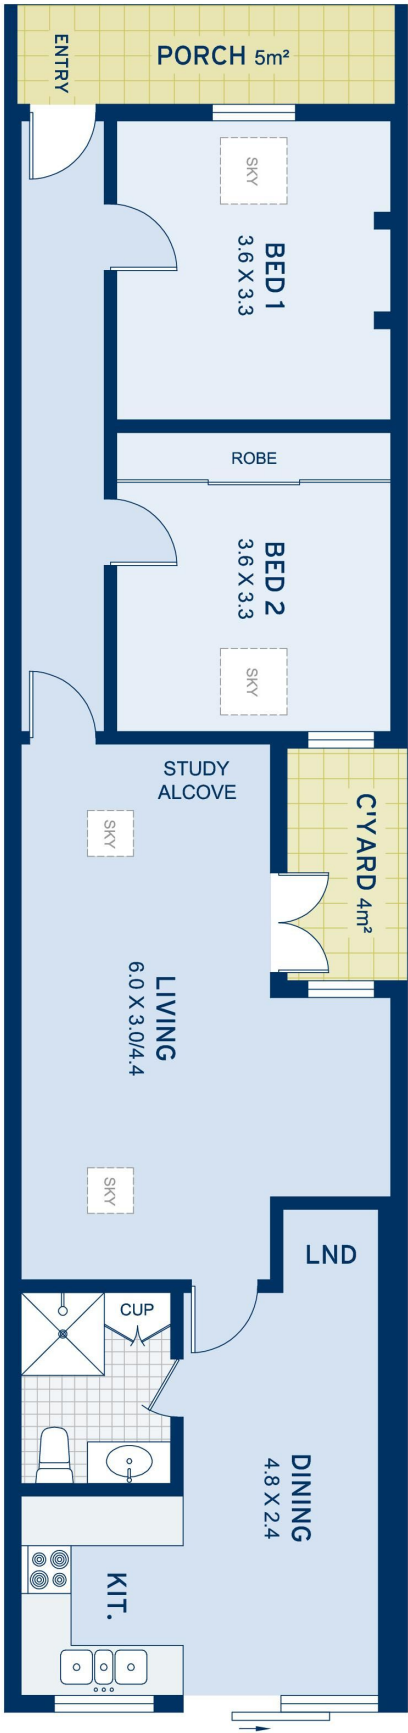 PORCH 5m²
ENTRY
SKY
BED 1
3.6 X 3.3
ROBE
BED 2
3.6 X 3.3
SKY
STUDY
ALCOVE
C'YARD 4m²
SKY
LIVING
6.0 X 3.0/4.4
SKY
LND
CUP
DINING
4.8 X 2.4
KIT.